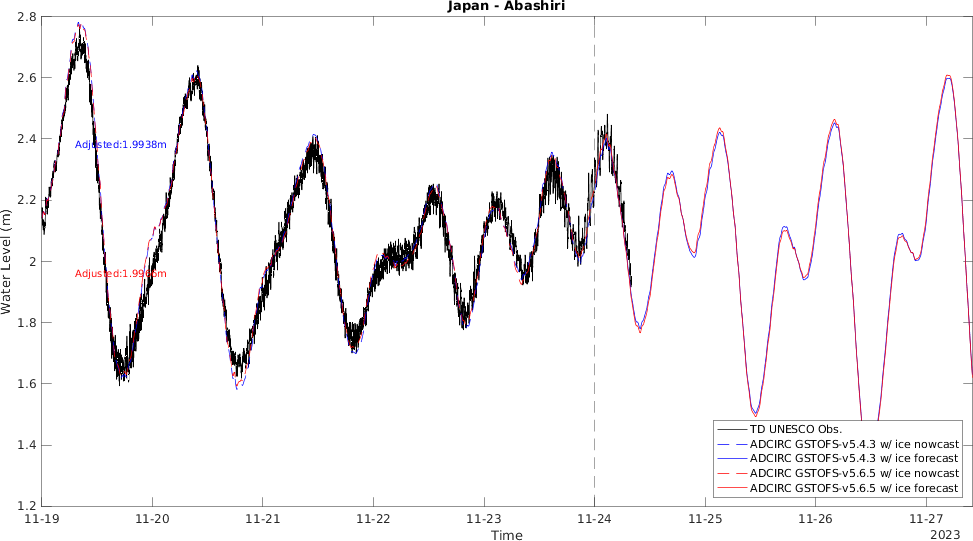 Japan - Abashiri
Water Level (m)
2.8
2.6
2.4
2.2
2
1.8
1.6
1.4
1.2
Adjusted:1.9938m
Adjusted:1.9966m
TD UNESCO Obs.
ADCIRC GSTOFS-v5.4.3 w/ ice nowcast
ADCIRC GSTOFS-v5.4.3 w/ ice forecast
ADCIRC GSTOFS-v5.6.5 w/ ice nowcast
ADCIRC GSTOFS-v5.6.5 w/ ice forecast
11-19 11-20 11-21 11-22 11-23 11-24 11-25 11-26 11-27
Time
2023